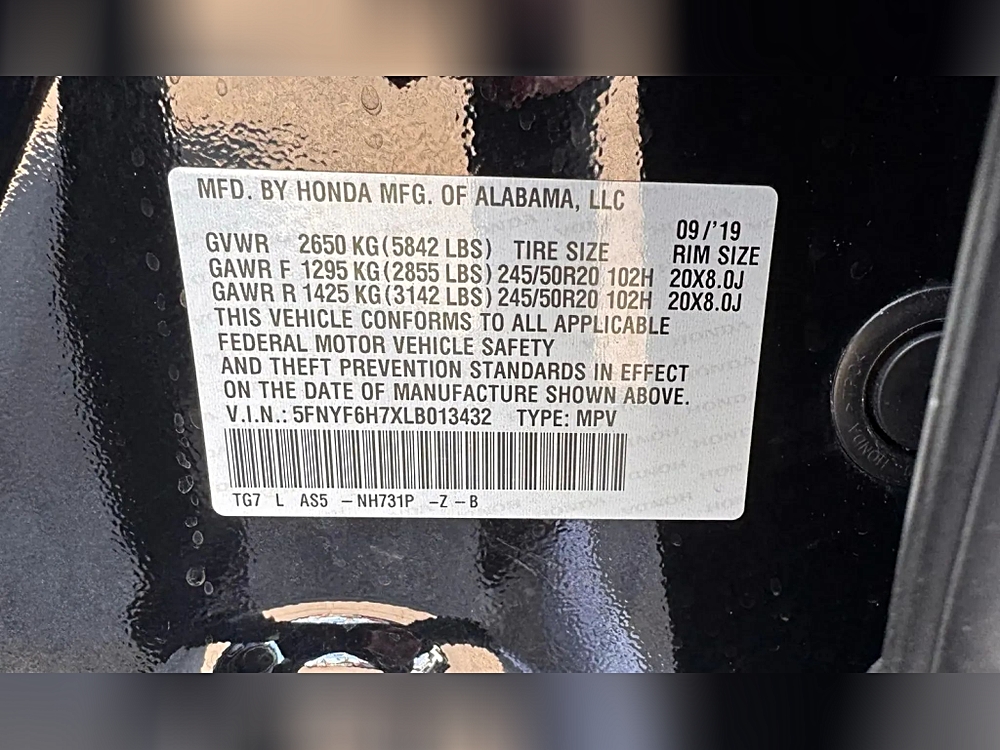 MFD. BY HONDA MFG. OF ALABAMA, LLC
09/'19
GVWR 2650 KG (5842 LBS) TIRE SIZE RIM SIZE
GAWR F 1295 KG (2855 LBS) 245/50R20 102H 20X8.0J
GAWR R 1425 KG (3142 LBS) 245/50R20 102H 20X8.0J
THIS VEHICLE CONFORMS TO ALL APPLICABLE
FEDERAL MOTOR VEHICLE SAFETY
AND THEFT PREVENTION STANDARDS IN EFFECT
ON THE DATE OF MANUFACTURE SHOWN ABOVE.
V.I.N.: 5FNYF6H7XLB013432 TYPE: MPV
TG7 L AS5 -NH731P -Z-B
HONDA